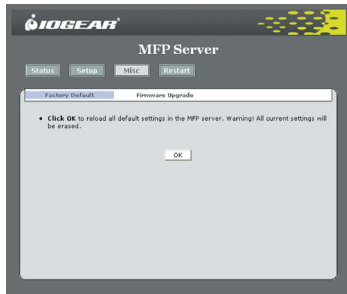 IOGEAR
MFP Server
Status Setup Misc Restart
Factory Default Firmware Upgrade
• Click OK to reload all default settings in the MFP server. Warning! All current settings will
be erased.
OK